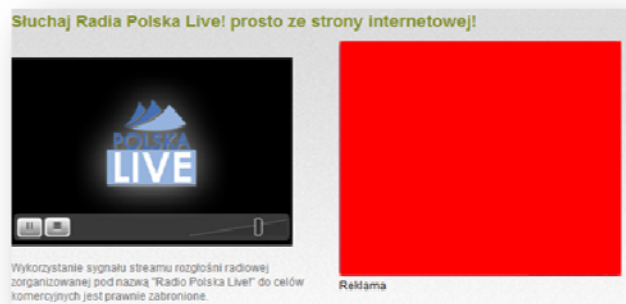 Słuchaj Radia Polska Live! prosto ze strony internetowej!
POLSKA
LIVE
Wykorzystanie sygnału streamu rozgłośni radiowej
zorganizowanej pod nazwą "Radio Polska Live!" do celów
komercyjnych jest prawnie zabronione.
Reklama